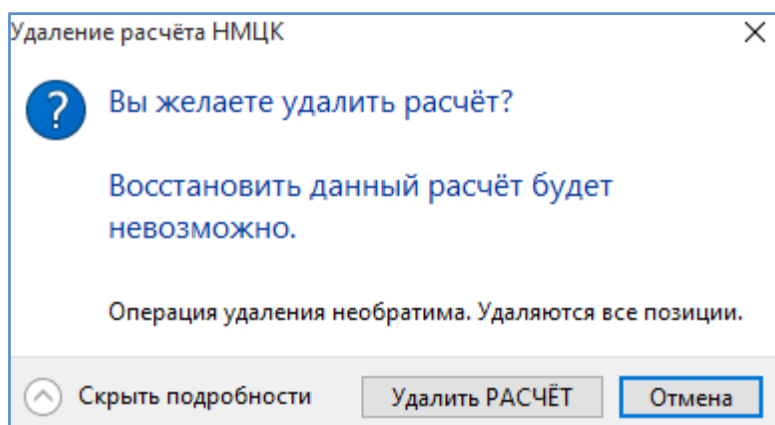 Удаление расчёта НМЦК
Вы желаете удалить расчёт?
Восстановить данный расчёт будет
невозможно.
Операция удаления необратима. Удаляются все позиции.
Скрыть подробности
Удалить РАСЧЁТ
Отмена